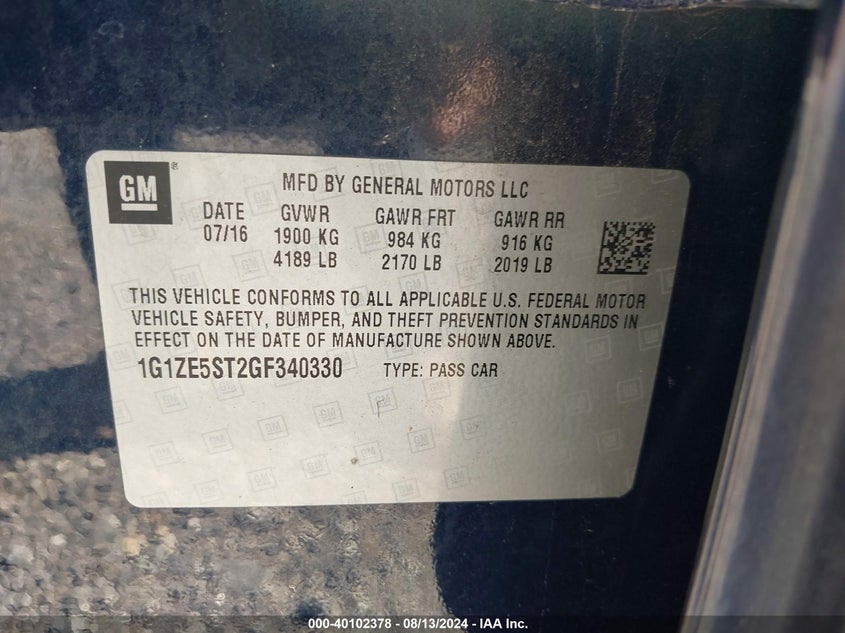 GM®
MFD BY GENERAL MOTORS LLC
DATE GVWR GAWR FRT GAWR RR
07/16 1900 KG 984 KG 916 KG
4189 LB 2170 LB 2019 LB
THIS VEHICLE CONFORMS TO ALL APPLICABLE U.S. FEDERAL MOTOR
VEHICLE SAFETY, BUMPER, AND THEFT PREVENTION STANDARDS IN
EFFECT ON THE DATE OF MANUFACTURE SHOWN ABOVE.
1G1ZE5ST2GF340330 TYPE: PASS CAR
000-40102378 - 08/13/2024 - IAA Inc.